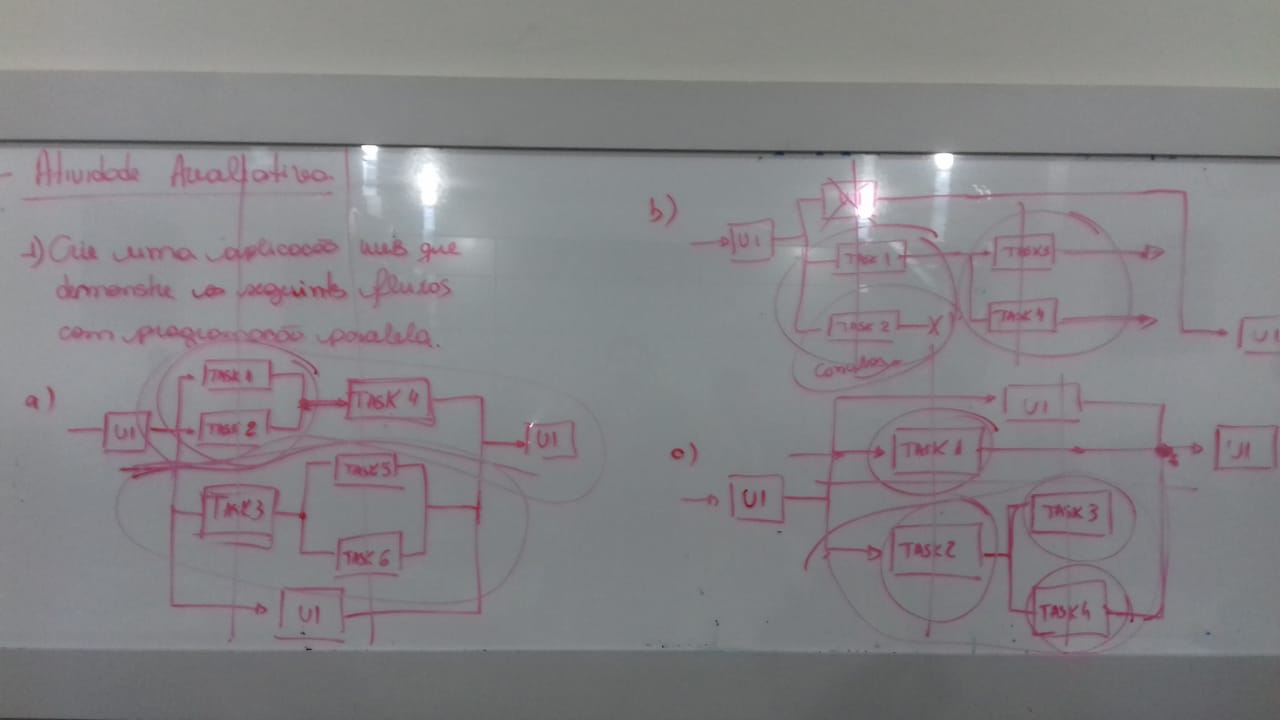 - Atividade Avaliativa
1) Crie uma aplicação web que
demonstre os seguintes fluxos
com programação paralela.
a)
UI
TASK 1
TASK 2
TASK 4
UI
TASK 3
TASK 5
TASK 6
UI
b)
UI
TASK 1
TASK 2
X
TASK 3
TASK 4
UI
c)
UI
UI
TASK 1
UI
TASK 2
TASK 3
TASK 4